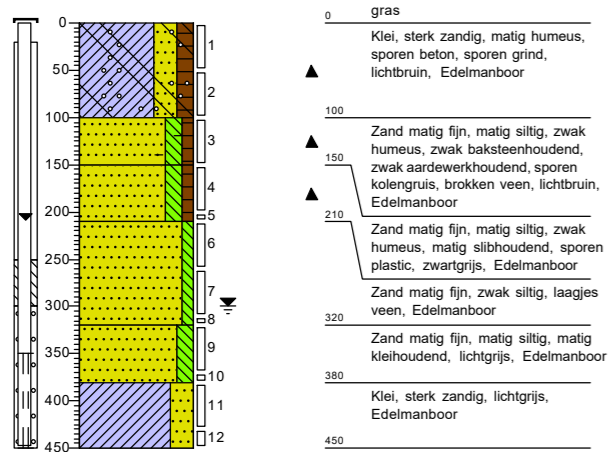 0
50
100
150
200
250
300
350
400
450
1
2
3
4
5
6
7
8
9
10
11
12
0 gras
Klei, sterk zandig, matig humeus,
sporen beton, sporen grind,
lichtbruin, Edelmanboor
100
Zand matig fijn, matig siltig, zwak
humeus, zwak baksteenhoudend,
zwak aardewerkhoudend, sporen
kolengruis, brokken veen, lichtbruin,
Edelmanboor
150
Zand matig fijn, matig siltig, zwak
humeus, matig slibhoudend, sporen
plastic, zwartgrijs, Edelmanboor
210
Zand matig fijn, zwak siltig, laagjes
veen, Edelmanboor
320
Zand matig fijn, matig siltig, matig
kleihoudend, lichtgrijs, Edelmanboor
380
Klei, sterk zandig, lichtgrijs,
Edelmanboor
450